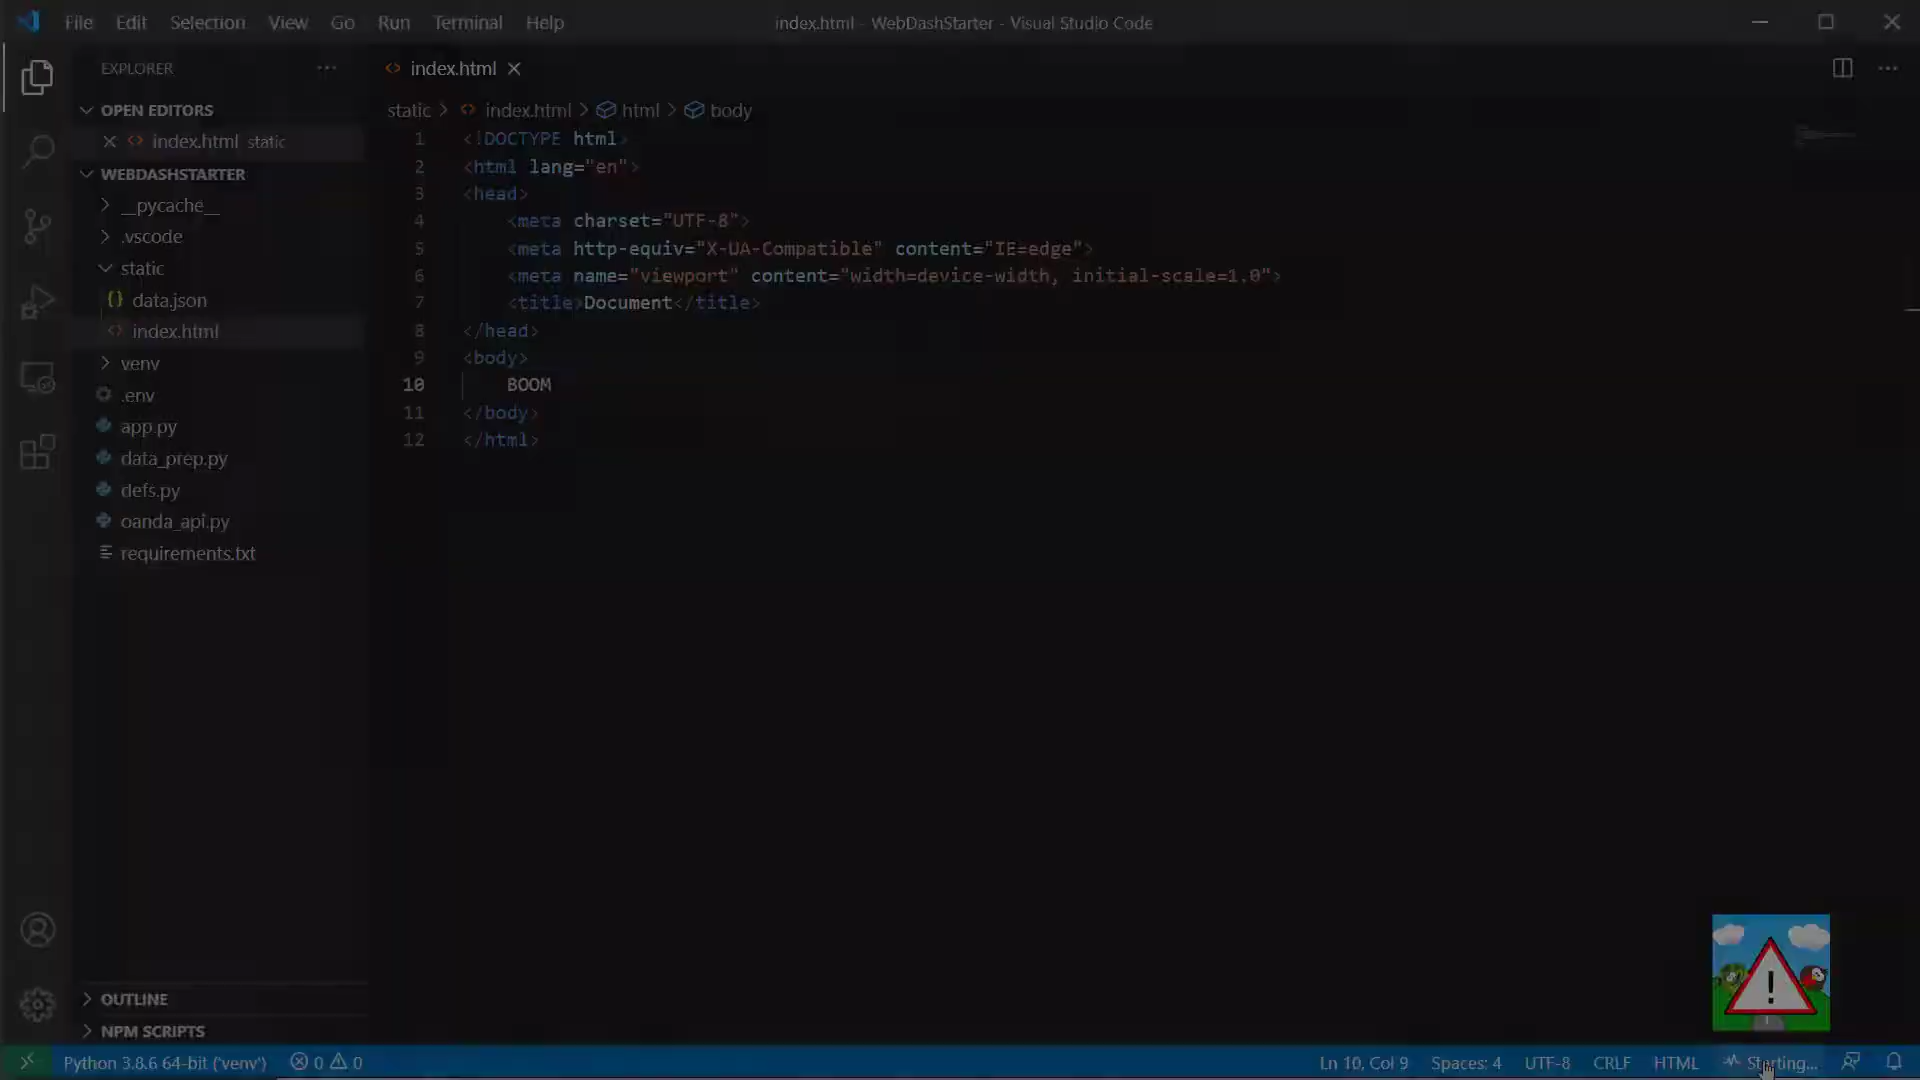 File Edit Selection View Go Run Terminal Help index.html - WebDashStarter - Visual Studio Code
EXPLORER
OPEN EDITORS
index.html static
WEBDASHSTARTER
__pycache__
.vscode
static
data.json
index.html
venv
.env
app.py
data_prep.py
defs.py
oanda_api.py
requirements.txt
OUTLINE
NPM SCRIPTS
index.html
static > index.html > html > body
1 <!DOCTYPE html>
2 <html lang="en">
3 <head>
4 <meta charset="UTF-8">
5 <meta http-equiv="X-UA-Compatible" content="IE=edge">
6 <meta name="viewport" content="width=device-width, initial-scale=1.0">
7 <title>Document</title>
8 </head>
9 <body>
10 BOOM
11 </body>
12 </html>
!
Python 3.8.6 64-bit ('venv') 0 0 Ln 10, Col 9 Spaces: 4 UTF-8 CRLF HTML Starting...